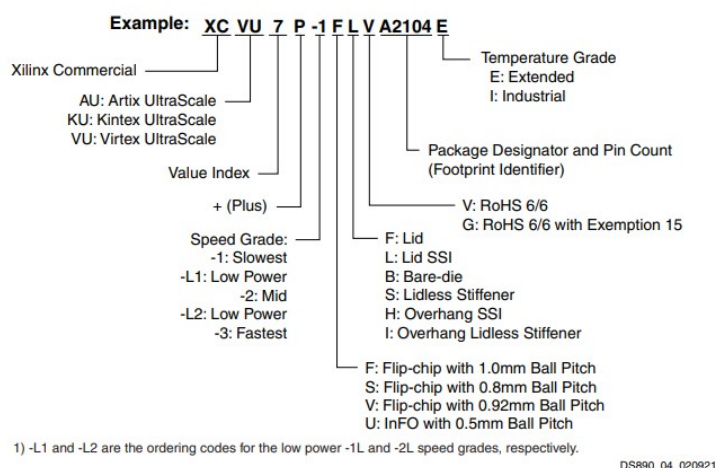 Example: XC VU 7 P -1 F L V A2104 E
Temperature Grade
E: Extended
I: Industrial
Xilinx Commercial
AU: Artix UltraScale
KU: Kintex UltraScale
VU: Virtex UltraScale
Package Designator and Pin Count
(Footprint Identifier)
Value Index
+ (Plus)
V: RoHS 6/6
G: RoHS 6/6 with Exemption 15
Speed Grade:
-1: Slowest
-L1: Low Power
-2: Mid
-L2: Low Power
-3: Fastest
F: Lid
L: Lid SSI
B: Bare-die
S: Lidless Stiffener
H: Overhang SSI
I: Overhang Lidless Stiffener
F: Flip-chip with 1.0mm Ball Pitch
S: Flip-chip with 0.8mm Ball Pitch
V: Flip-chip with 0.92mm Ball Pitch
U: InFO with 0.5mm Ball Pitch
1) -L1 and -L2 are the ordering codes for the low power -1L and -2L speed grades, respectively.
DS890_04_020921